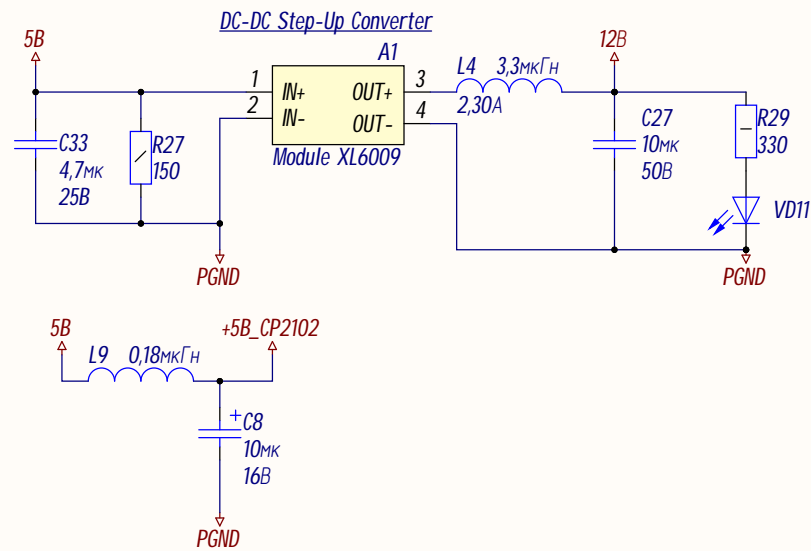 DC-DC Step-Up Converter
5В
A1
12В
1 IN+ OUT+ 3
2 IN- OUT- 4
Module XL6009
L4 3,3мкГн
2,30А
C33
4,7мк
25В
R27
150
C27
10мк
50В
R29
330
VD11
PGND
PGND
5В
+5В_CP2102
L9 0,18мкГн
+
C8
10мк
16В
PGND